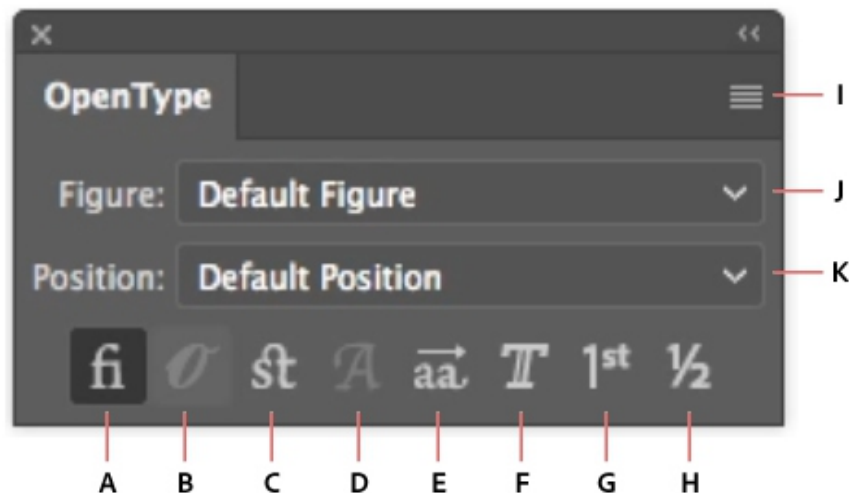 OpenType
I
Figure: Default Figure J
Position: Default Position K
fi O st A aa T 1st ½
A B C D E F G H